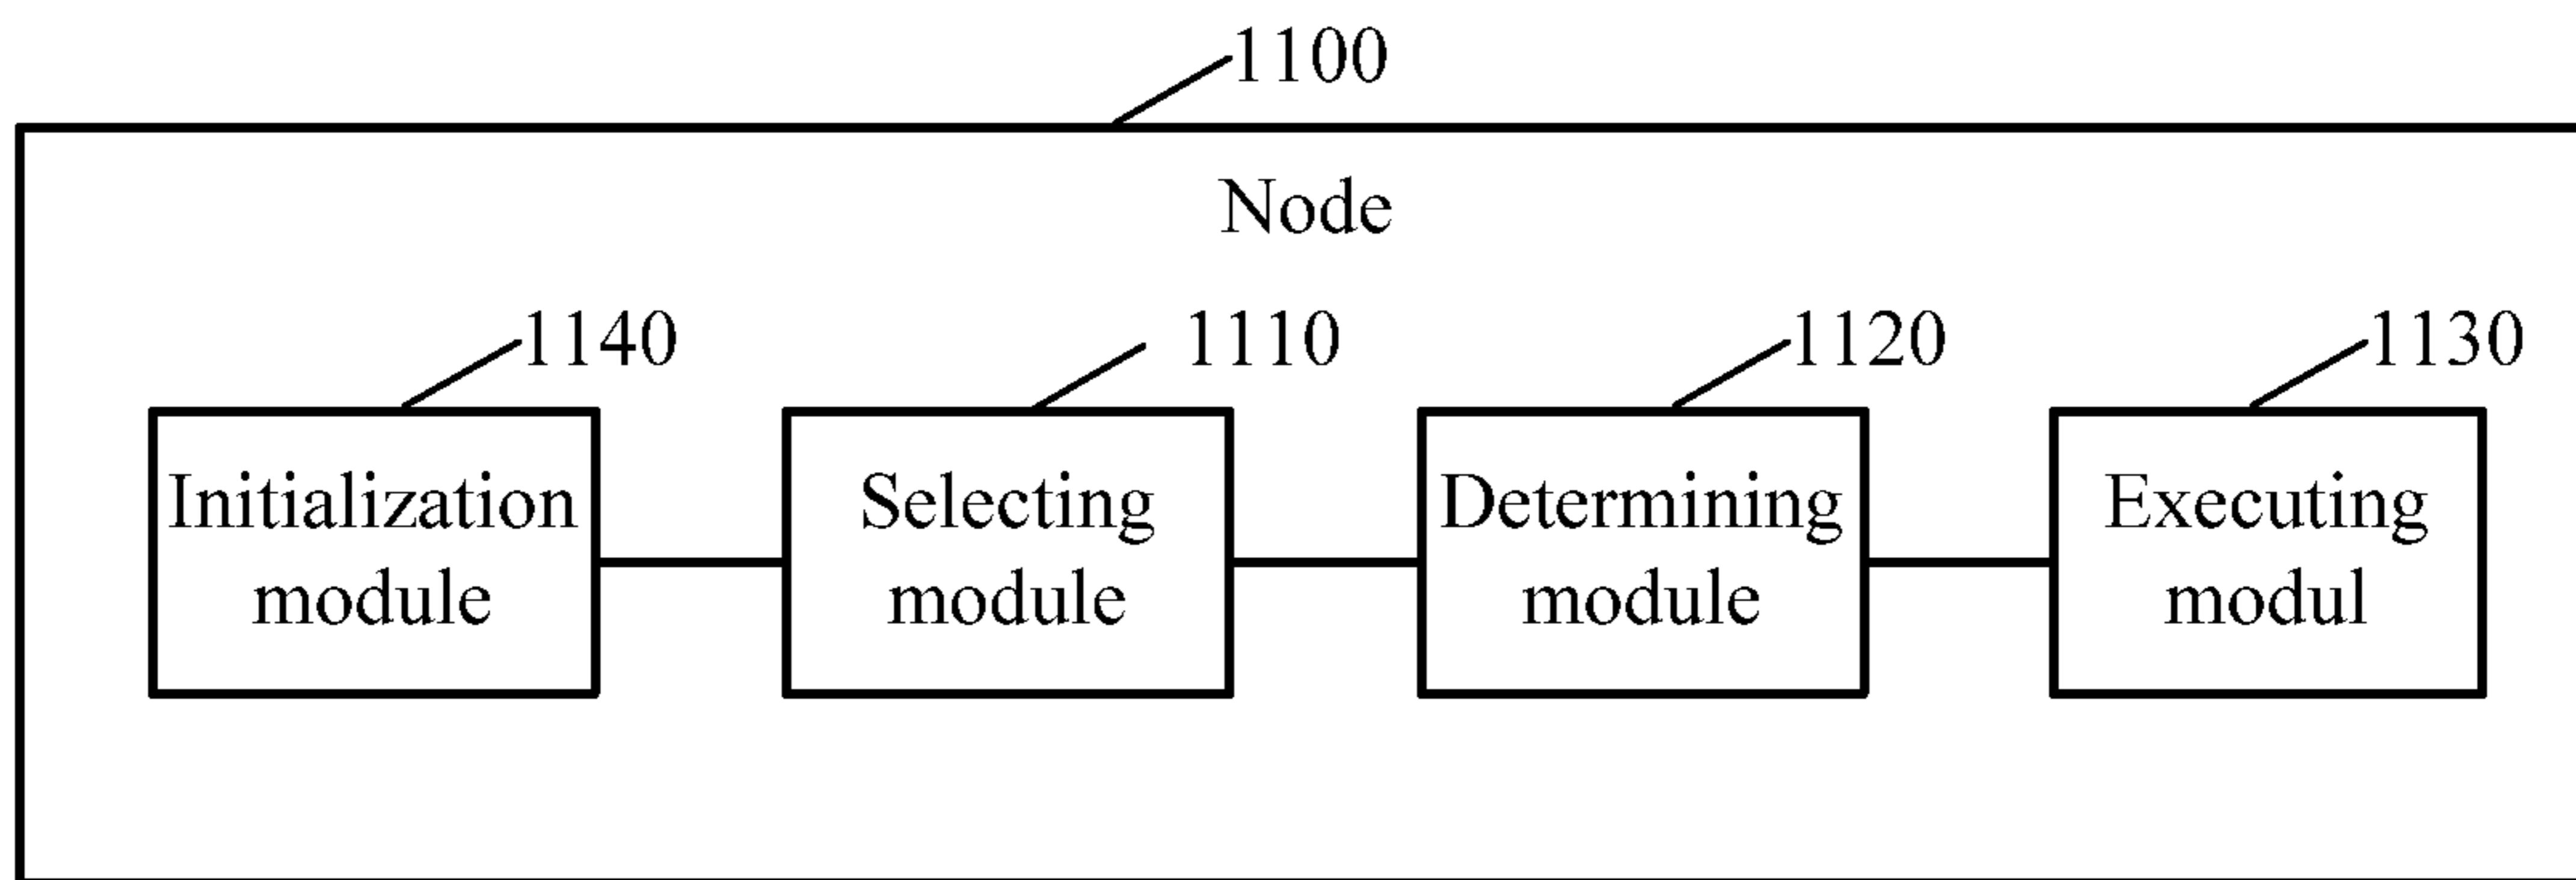 1100
Node
1140
1110
1120
1130
Initialization
module
Selecting
module
Determining
module
Executing
modul